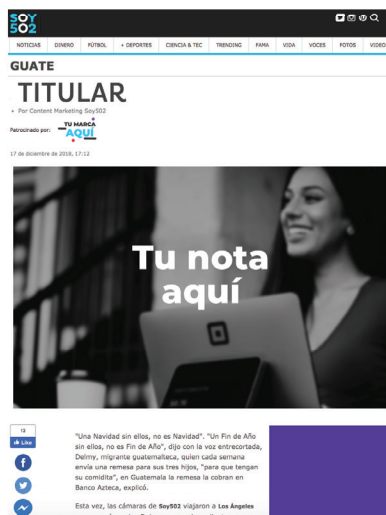 SOY
502
NOTICIAS DINERO FÚTBOL + DEPORTES CIENCIA & TEC TRENDING FAMA VIDA VOCES FOTOS VIDEO
GUATE
TITULAR
Por Content Marketing Soy502
Patrocinado por: TU MARCA
AQUÍ
17 de diciembre de 2018, 17:12
Tu nota
aquí
13
Like
"Una Navidad sin ellos, no es Navidad". "Un Fin de Año
sin ellos, no es Fin de Año", dijo con la voz entrecortada,
Delmy, migrante guatemalteca, quien cada semana
envía una remesa para sus tres hijos, "para que tengan
su comidita", en Guatemala la remesa la cobran en
Banco Azteca, explicó.
Esta vez, las cámaras de Soy502 viajaron a Los Ángeles